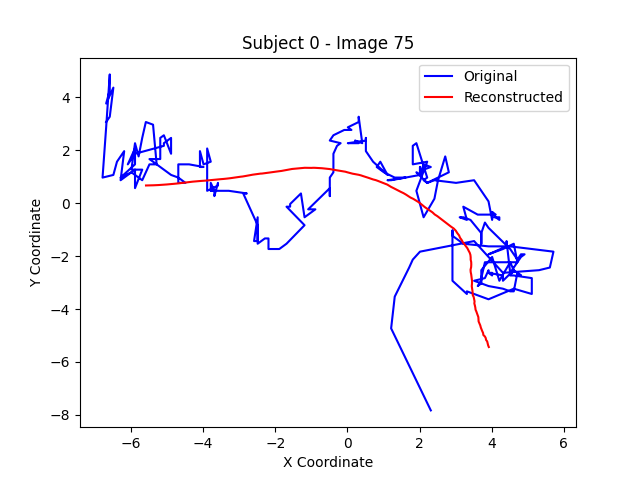 Subject 0 - Image 75
Original
Reconstructed
4
2
0
−2
−4
−6
−8
Y Coordinate
−6 −4 −2 0 2 4 6
X Coordinate